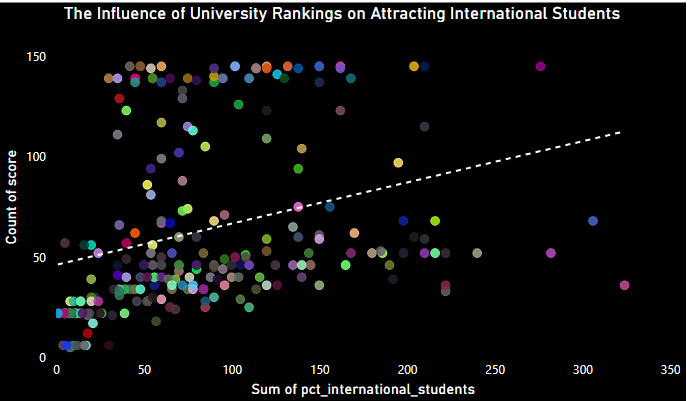 The Influence of University Rankings on Attracting International Students
150
100
50
0
Count of score
0 50 100 150 200 250 300 350
Sum of pct_international_students